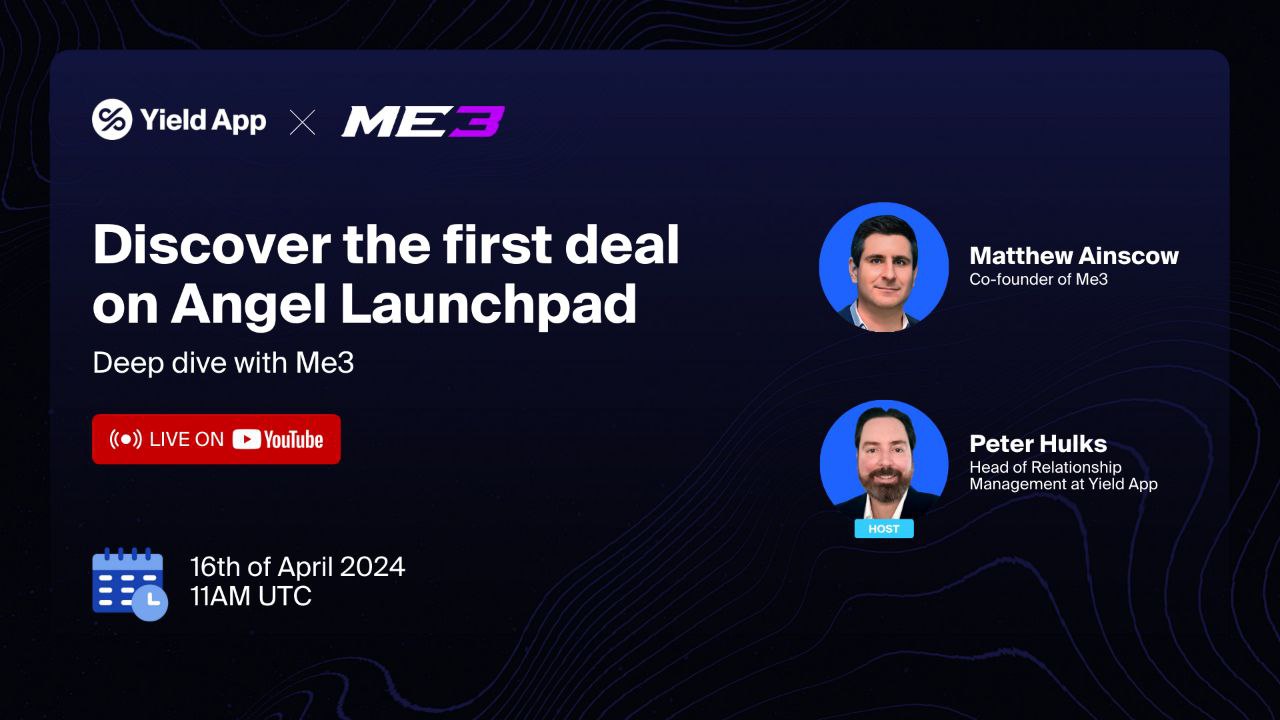 Yield App
ME3
Discover the first deal
on Angel Launchpad
Deep dive with Me3
LIVE ON YouTube
16th of April 2024
11AM UTC
Matthew Ainscow
Co-founder of Me3
Peter Hulks
Head of Relationship
Management at Yield App
HOST